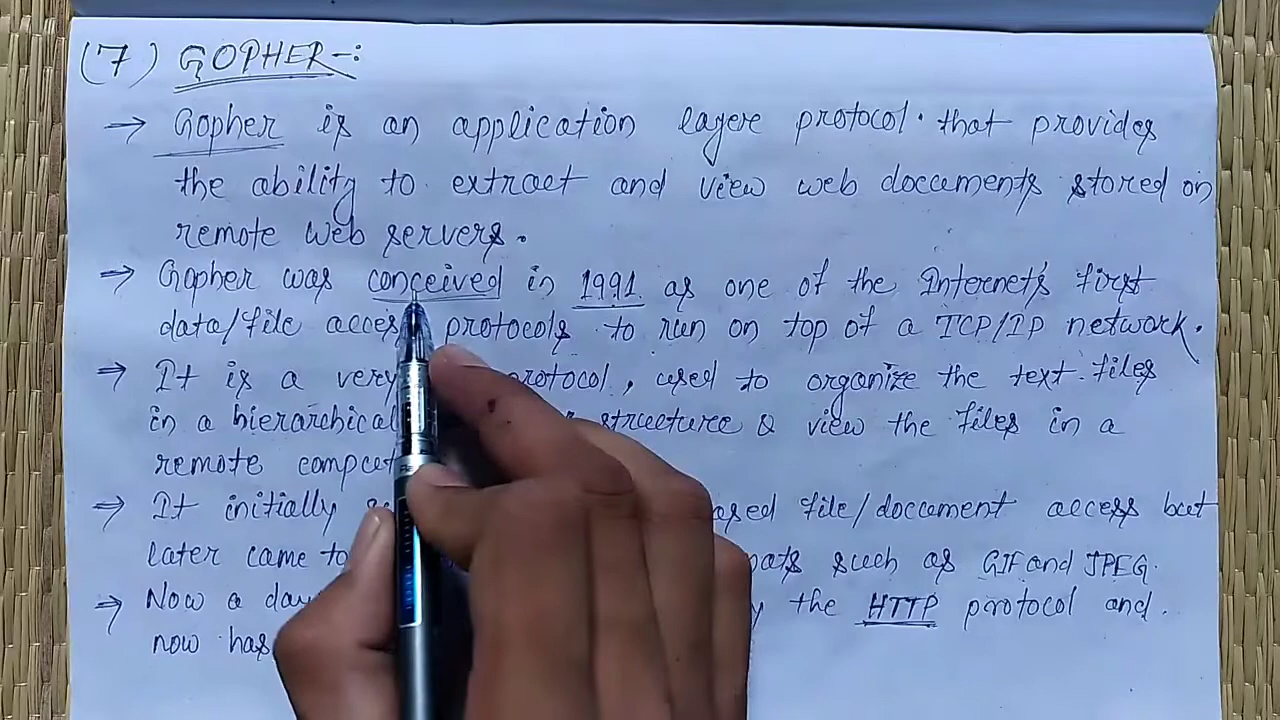 (7) GOPHER -:
→ Gopher is an application layer protocol. that provides
the ability to extract and view web documents stored on
remote web servers.
→ Gopher was conceived in 1991 as one of the Internet's first
data/file access protocols to run on top of a TCP/IP network.
→ It is a very protocol, used to organize the text files
in a hierarchical structure & view the files in a
remote
→ It initially file/document access but
later came to such as GIF and JPEG.
→ Now a the HTTP protocol and.
now has